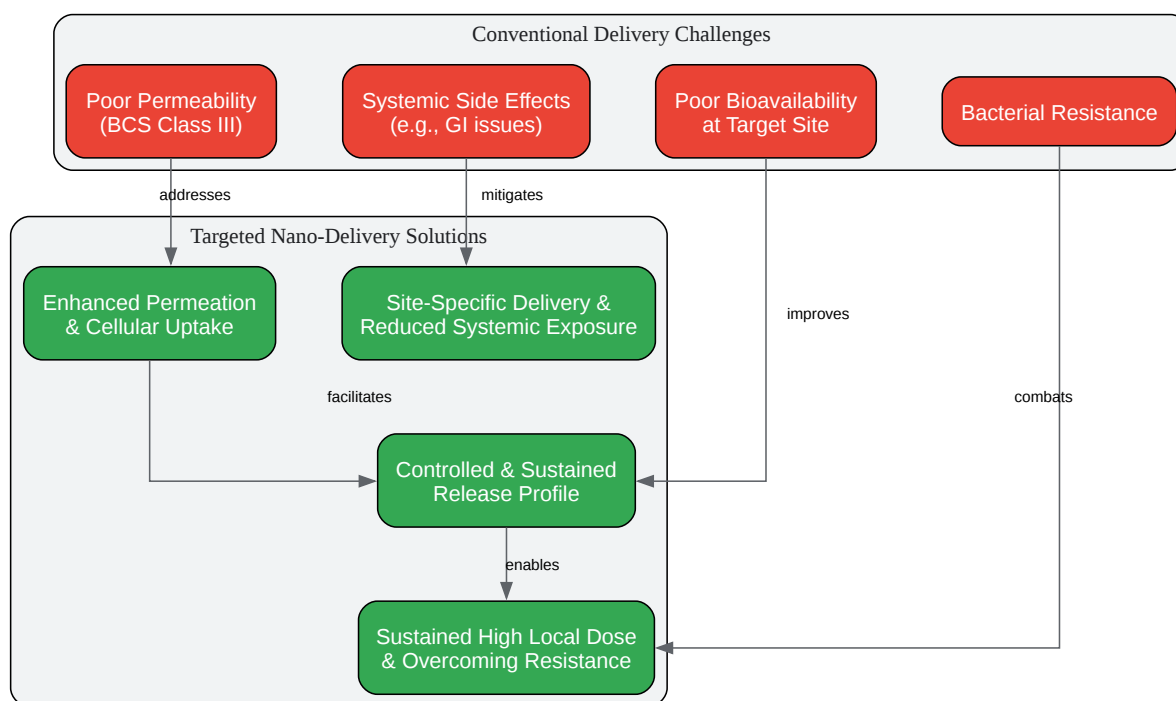 Conventional Delivery Challenges
Poor Permeability
(BCS Class III)
Systemic Side Effects
(e.g., GI issues)
Poor Bioavailability
at Target Site
Bacterial Resistance
addresses
mitigates
Targeted Nano-Delivery Solutions
Enhanced Permeation
& Cellular Uptake
Site-Specific Delivery &
Reduced Systemic Exposure
improves
facilitates
combats
Controlled & Sustained
Release Profile
enables
Sustained High Local Dose
& Overcoming Resistance